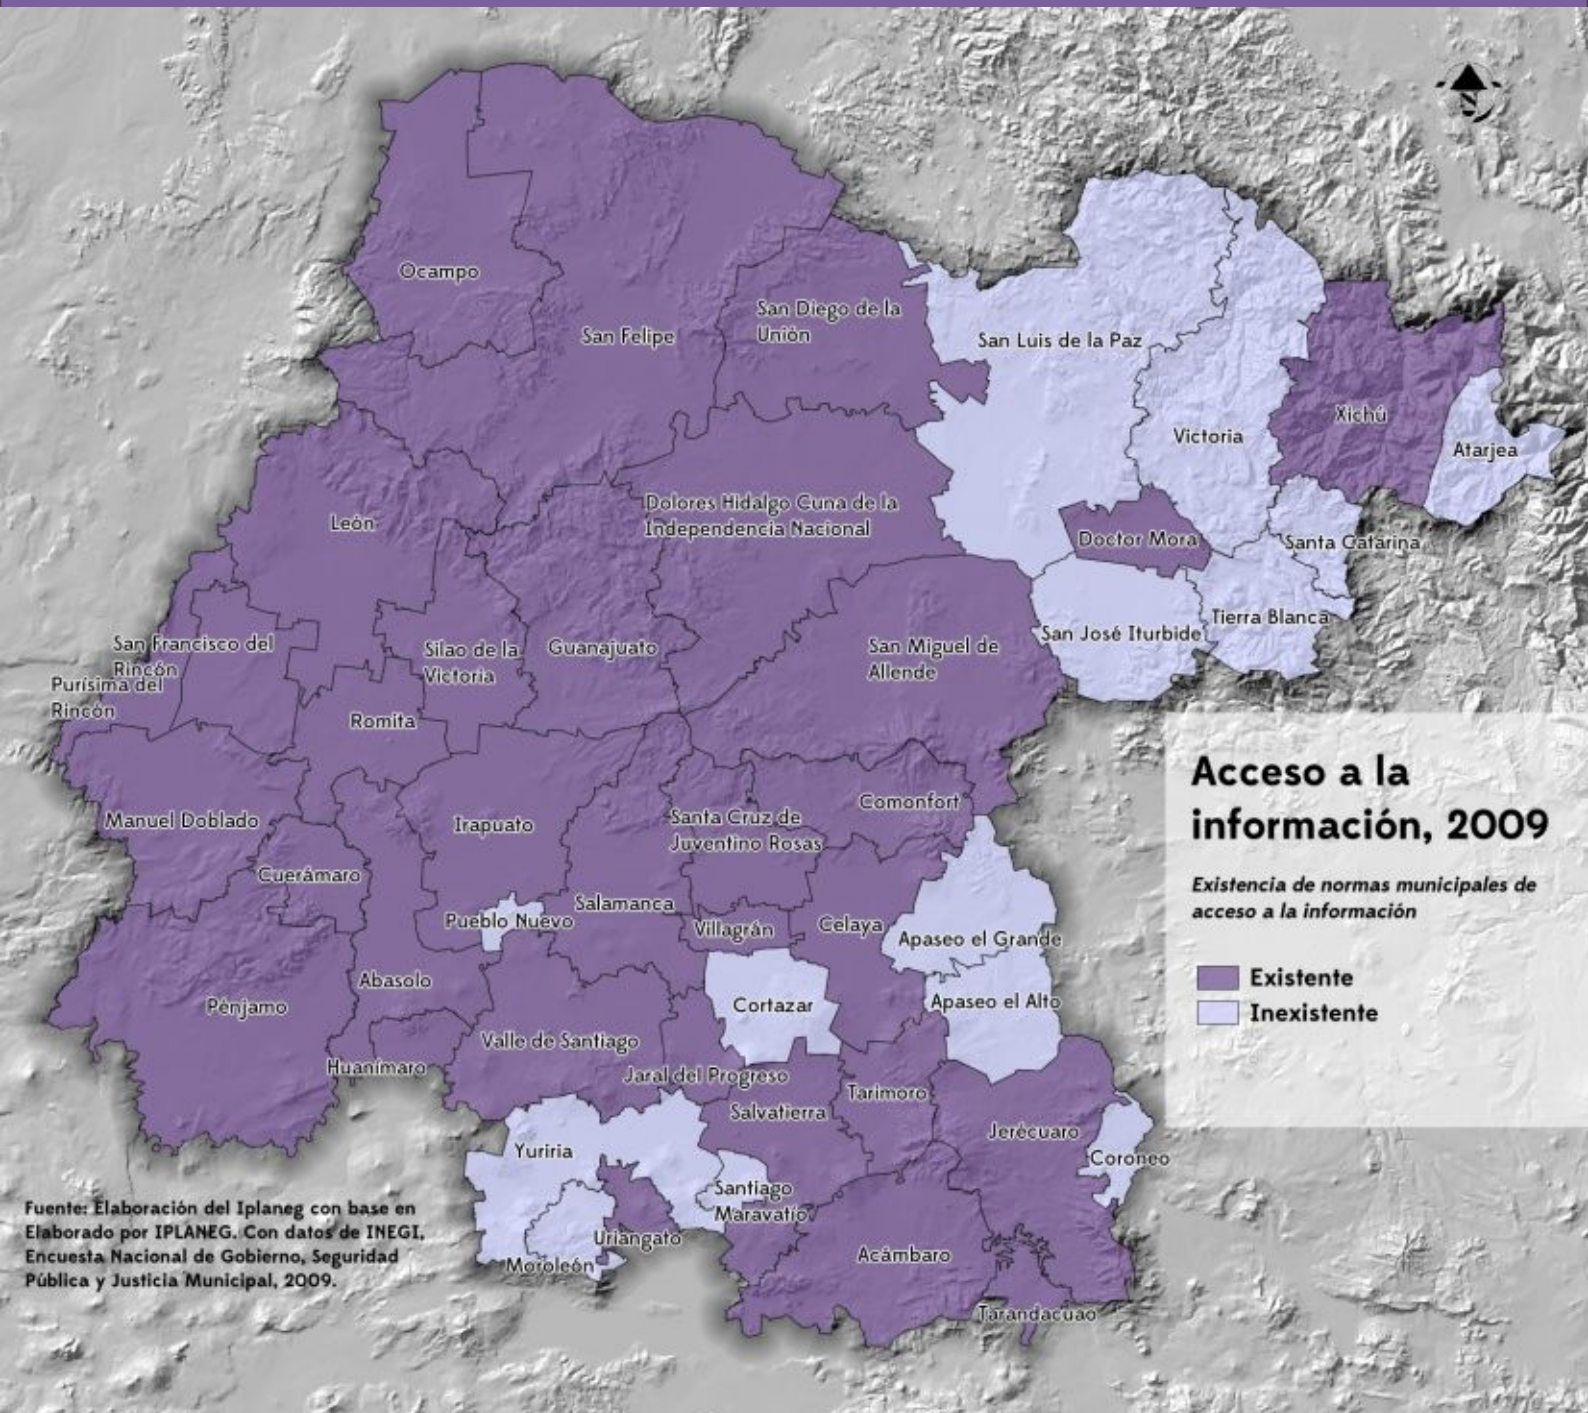 Ocampo
San Felipe
San Diego de la
Unión
San Luis de la Paz
Victoria
Xichú
Atarjea
León
Dolores Hidalgo Cuna de la
Independencia Nacional
Doctor Mora
Santa Catarina
Tierra Blanca
San José Iturbide
San Francisco del
Rincón
Purísima del
Rincón
Silao de la
Victoria
Guanajuato
San Miguel de
Allende
Romita
Manuel Doblado
Irapuato
Santa Cruz de
Juventino Rosas
Comonfort
Cuerámaro
Pueblo Nuevo
Salamanca
Villagrán
Celaya
Apaseo el Grande
Abasolo
Pénjamo
Cortazar
Apaseo el Alto
Valle de Santiago
Huanímaro
Jaral del Progreso
Salvatierra
Tarimoro
Jerécuaro
Coroneo
Yuriria
Santiago
Maravatío
Uriangato
Moroleón
Acámbaro
Tarandacuao
Acceso a la
información, 2009
Existencia de normas municipales de
acceso a la información
Existente
Inexistente
Fuente: Elaboración del Iplaneg con base en
Elaborado por IPLANEG. Con datos de INEGI,
Encuesta Nacional de Gobierno, Seguridad
Pública y Justicia Municipal, 2009.